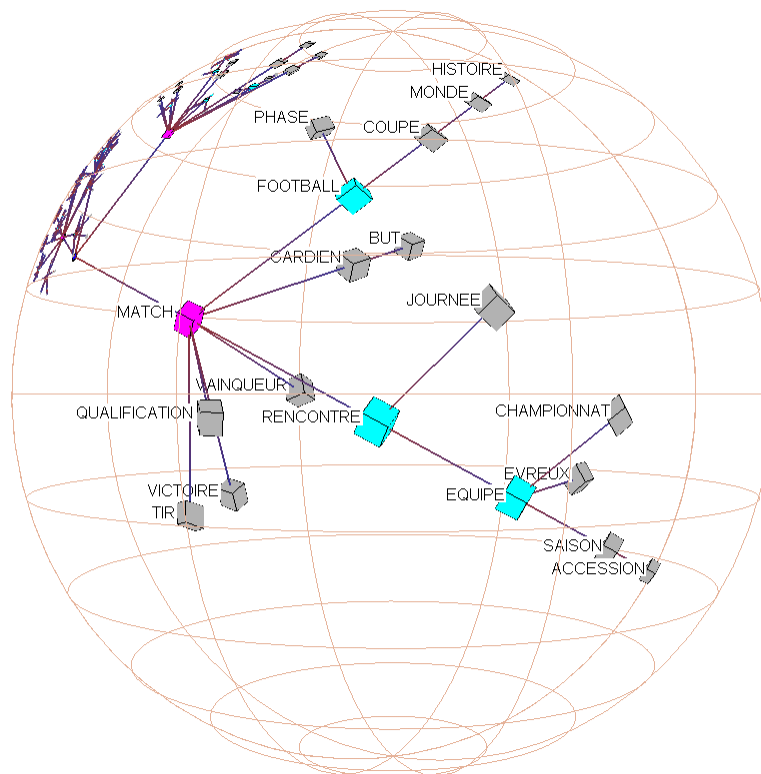 HISTOIRE
MONDE
PHASE
COUPE
FOOTBALL
BUT
CARDIEN
JOURNEE
MATCH
VAINQUEUR
QUALIFICATION
RENCONTRE
CHAMPIONNAT
EVREUX
VICTOIRE
EQUIPE
TIR
SAISON
ACCESSION